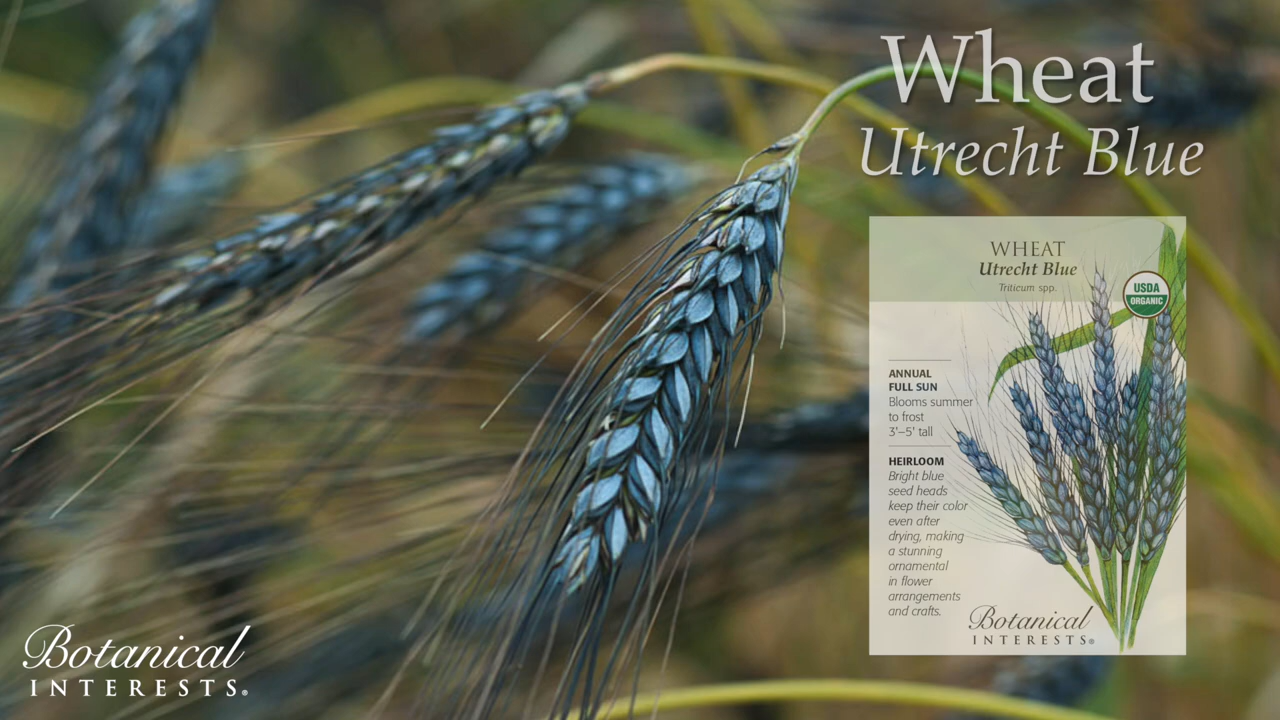 Wheat
Utrecht Blue
WHEAT
Utrecht Blue
Triticum spp.
USDA
ORGANIC
ANNUAL
FULL SUN
Blooms summer
to frost
3'–5' tall
HEIRLOOM
Bright blue
seed heads
keep their color
even after
drying, making
a stunning
ornamental
in flower
arrangements
and crafts.
Botanical
INTERESTS®
Botanical
INTERESTS®